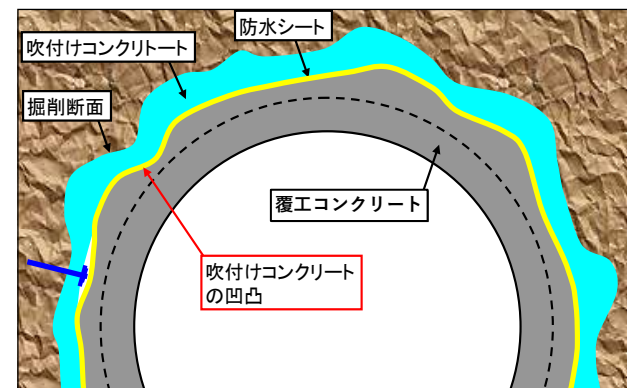 防水シート
吹付けコンクリトート
掘削断面
覆工コンクリート
吹付けコンクリート
の凹凸